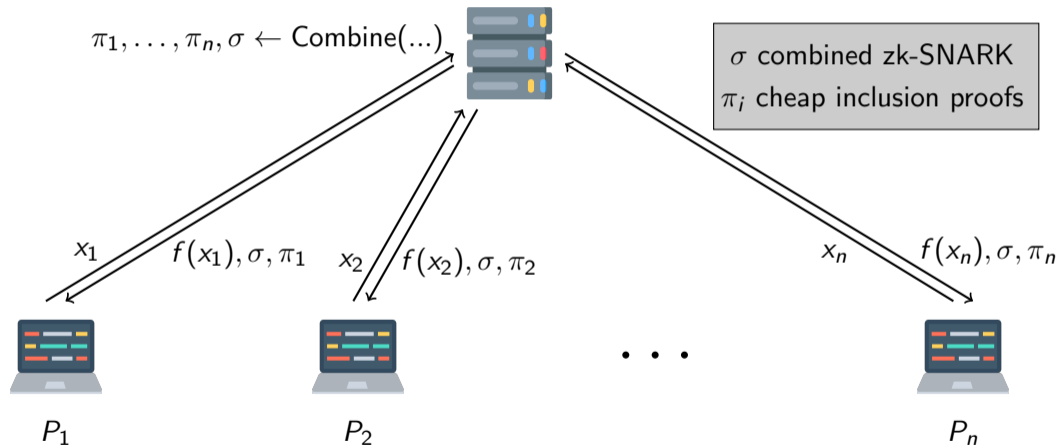 π₁, . . . , πₙ, σ ← Combine(...)
σ combined zk-SNARK
πᵢ cheap inclusion proofs
x₁
f(x₁), σ, π₁
x₂
f(x₂), σ, π₂
xₙ
f(xₙ), σ, πₙ
. . .
P₁
P₂
Pₙ